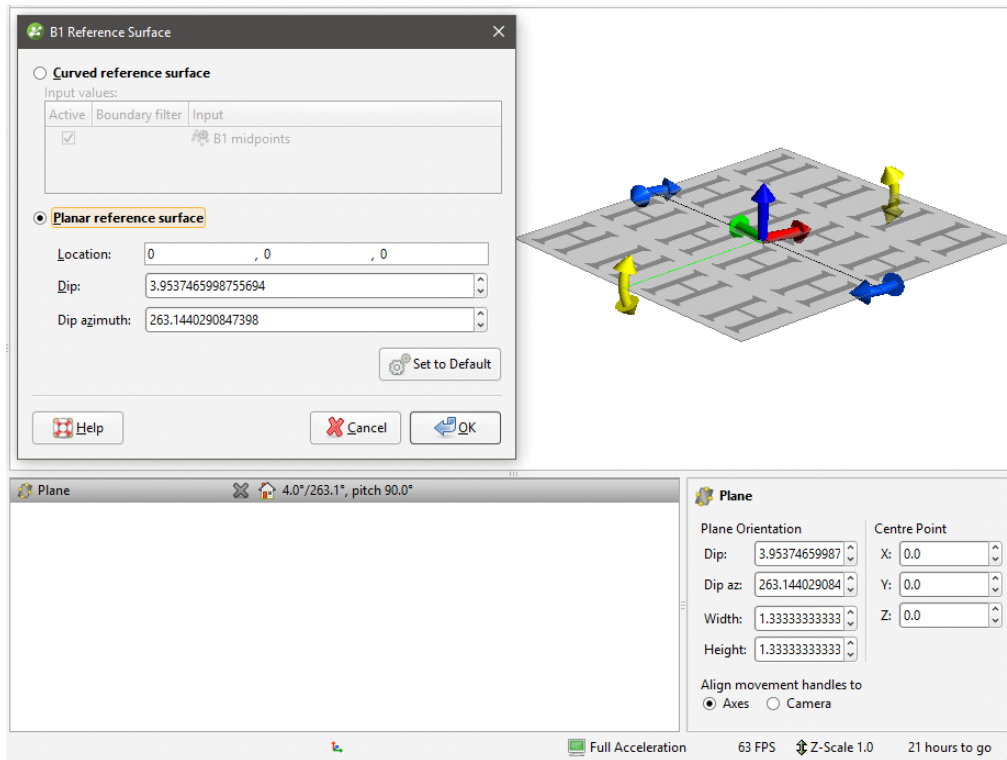 B1 Reference Surface
Curved reference surface
Input values:
Active Boundary filter Input
B1 midpoints
Planar reference surface
Location: 0 , 0 , 0
Dip: 3.9537465998755694
Dip azimuth: 263.1440290847398
Set to Default
Help Cancel OK
H H H H H H H H H H H H H H H H
Plane 4.0°/263.1°, pitch 90.0°
Plane
Plane Orientation Centre Point
Dip: 3.95374659987 X: 0.0
Dip az: 263.144029084 Y: 0.0
Width: 1.33333333333 Z: 0.0
Height: 1.33333333333
Align movement handles to
Axes Camera
Full Acceleration 63 FPS Z-Scale 1.0 21 hours to go